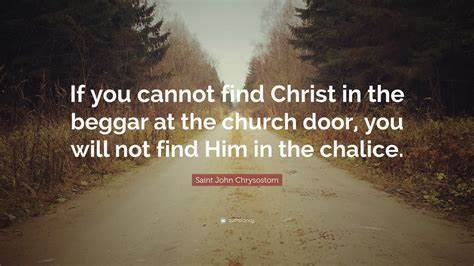 If you cannot find Christ in the
beggar at the church door, you
will not find Him in the chalice.
Saint John Chrysostom